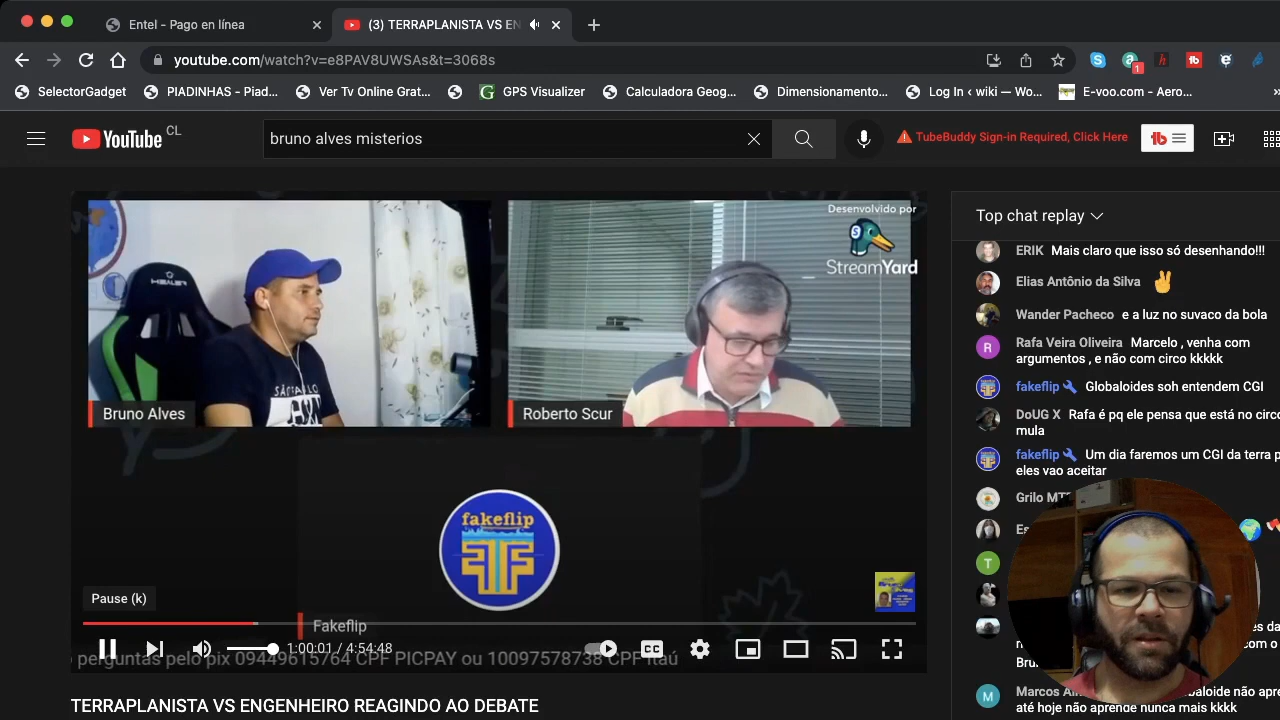 Entel - Pago en línea
(3) TERRAPLANISTA VS EN
youtube.com/watch?v=e8PAV8UWSAs&t=3068s
1
SelectorGadget
PIADINHAS - Piad...
Ver Tv Online Grat...
GPS Visualizer
Calculadora Geog...
Dimensionamento...
Log In ‹ wiki — Wo...
E-voo.com - Aero...
YouTube CL
bruno alves misterios
TubeBuddy Sign-in Required, Click Here
Desenvolvido por
StreamYard
SÃO PAULO
Bruno Alves
Roberto Scur
fakeflip
Pause (k)
Fakeflip
1:00:01 / 4:54:48
CC
perguntas pelo pix 09449615764 CPF PICPAY ou 10097578738 CPF Itaú
TERRAPLANISTA VS ENGENHEIRO REAGINDO AO DEBATE
Top chat replay
ERIK Mais claro que isso só desenhando!!!
Elias Antônio da Silva
Wander Pacheco e a luz no suvaco da bola
R Rafa Veira Oliveira Marcelo , venha com
argumentos , e não com circo kkkkk
fakeflip Globaloides soh entendem CGI
DoUG X Rafa é pq ele pensa que está no circo
mula
fakeflip Um dia faremos um CGI da terra p
eles vao aceitar
Grilo
T
M Marcos
até hoje não aprende nunca mais kkkk